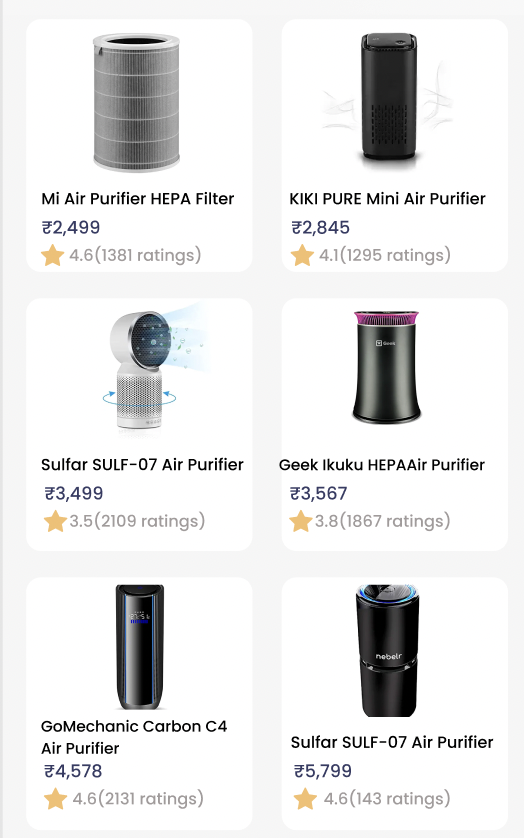 Mi Air Purifier HEPA Filter
₹2,499
4.6(1381 ratings)
KIKI PURE Mini Air Purifier
₹2,845
4.1(1295 ratings)
Geek
Sulfar SULF-07 Air Purifier
₹3,499
3.5(2109 ratings)
Geek Ikuku HEPAAir Purifier
₹3,567
3.8(1867 ratings)
GoMechanic Carbon C4
Air Purifier
₹4,578
4.6(2131 ratings)
nebelr
Sulfar SULF-07 Air Purifier
₹5,799
4.6(143 ratings)